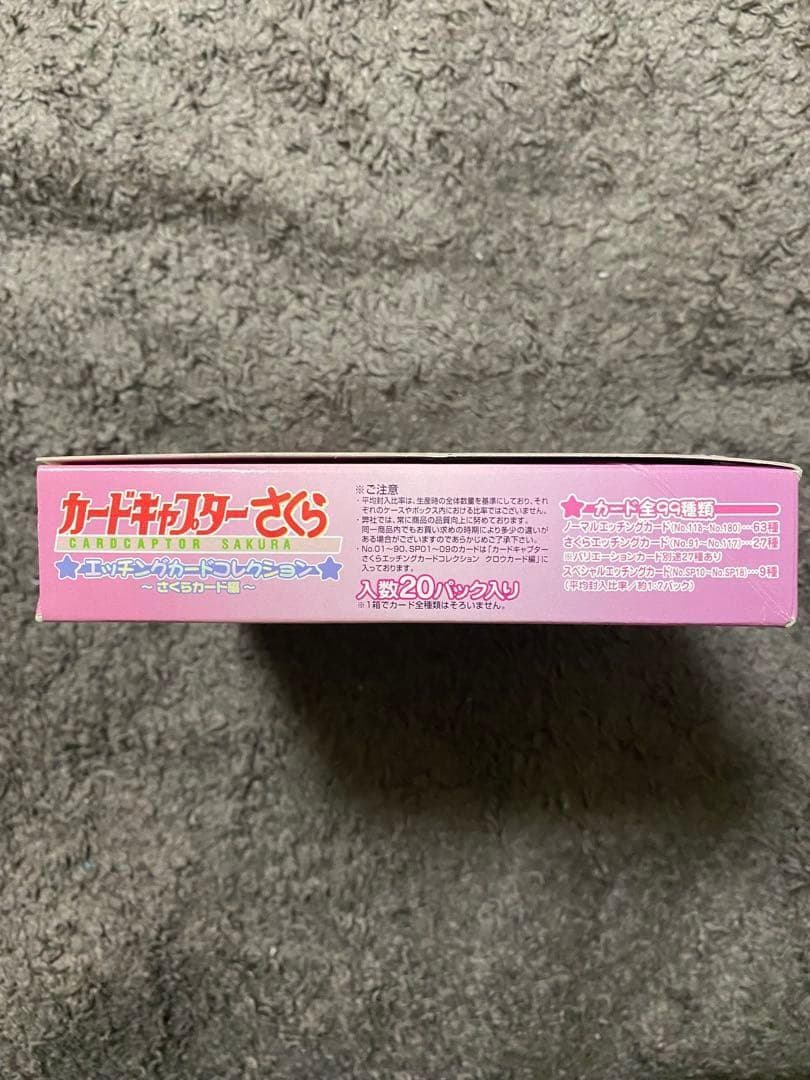 カードキャプターさくら
CARDCAPTOR SAKURA
エッチングカードコレクション
～さくらカード編～
※ご注意
・平均封入比率は、生産時の全体数量を基準にしており、それ
ぞれのケースやボックス内における比率ではございません。
・弊社では、常に商品の品質向上に努めております。
同一商品内でもお買い求めの時期により多少の違いが
ある場合がございますのであらかじめご了承下さい。
・No.01～90、SP01～09のカードは「カードキャプター
さくらエッチングカードコレクション クロウカード編」に
入っております。
入数20パック入り
※1箱でカード全種類はそろいません。
カード全99種類
ノーマルエッチングカード(No.118～No.180)…63種
さくらエッチングカード(No.91～No.117)…27種
※バリエーションカード別途27種あり
スペシャルエッチングカード(No.SP10～No.SP18)…9種
(平均封入比率／約1:7パック)